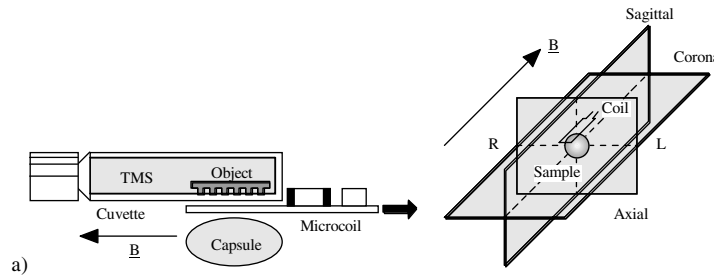 Sagittal
B
Corona
Coil
R
L
Sample
Axial
TMS
Object
Cuvette
Microcoil
B
Capsule
a)